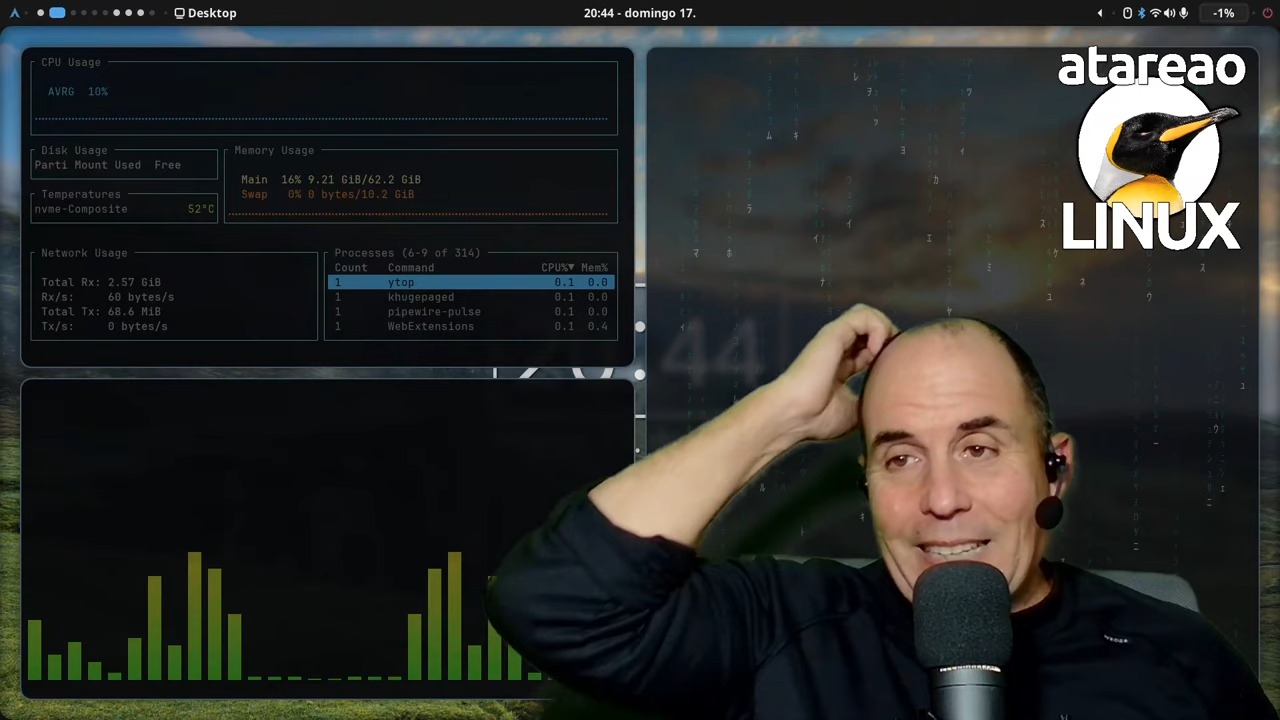 Desktop
20:44 - domingo 17.
-1%
CPU Usage
AVRG 10%
Disk Usage
Parti Mount Used Free
Temperatures
nvme-Composite 52°C
Memory Usage
Main 16% 9.21 GiB/62.2 GiB
Swap 0% 0 bytes/10.2 GiB
Network Usage
Total Rx: 2.57 GiB
Rx/s: 60 bytes/s
Total Tx: 68.6 MiB
Tx/s: 0 bytes/s
Processes (6-9 of 314)
Count Command CPU%▼ Mem%
1 ytop 0.1 0.0
1 khugepaged 0.1 0.0
1 pipewire-pulse 0.1 0.0
1 WebExtensions 0.1 0.4
20:44
atareao
LINUX